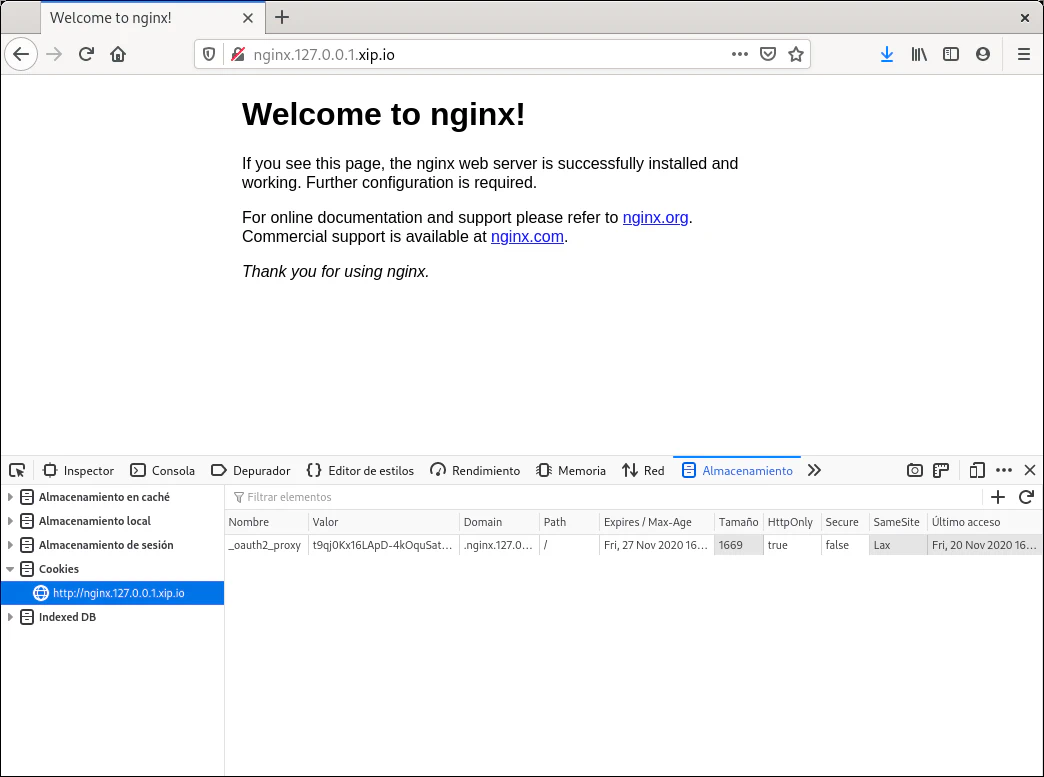 Welcome to nginx!
nginx.127.0.0.1.xip.io
Welcome to nginx!
If you see this page, the nginx web server is successfully installed and
working. Further configuration is required.
For online documentation and support please refer to nginx.org.
Commercial support is available at nginx.com.
Thank you for using nginx.
Inspector Consola Depurador Editor de estilos Rendimiento Memoria Red Almacenamiento
Almacenamiento en caché
Almacenamiento local
Almacenamiento de sesión
Cookies
http://nginx.127.0.0.1.xip.io
Indexed DB
Filtrar elementos
Nombre Valor Domain Path Expires / Max-Age Tamaño HttpOnly Secure SameSite Último acceso
_oauth2_proxy t9qj0Kx16LApD-4kOquSat... .nginx.127.0... / Fri, 27 Nov 2020 16... 1669 true false Lax Fri, 20 Nov 2020 16...